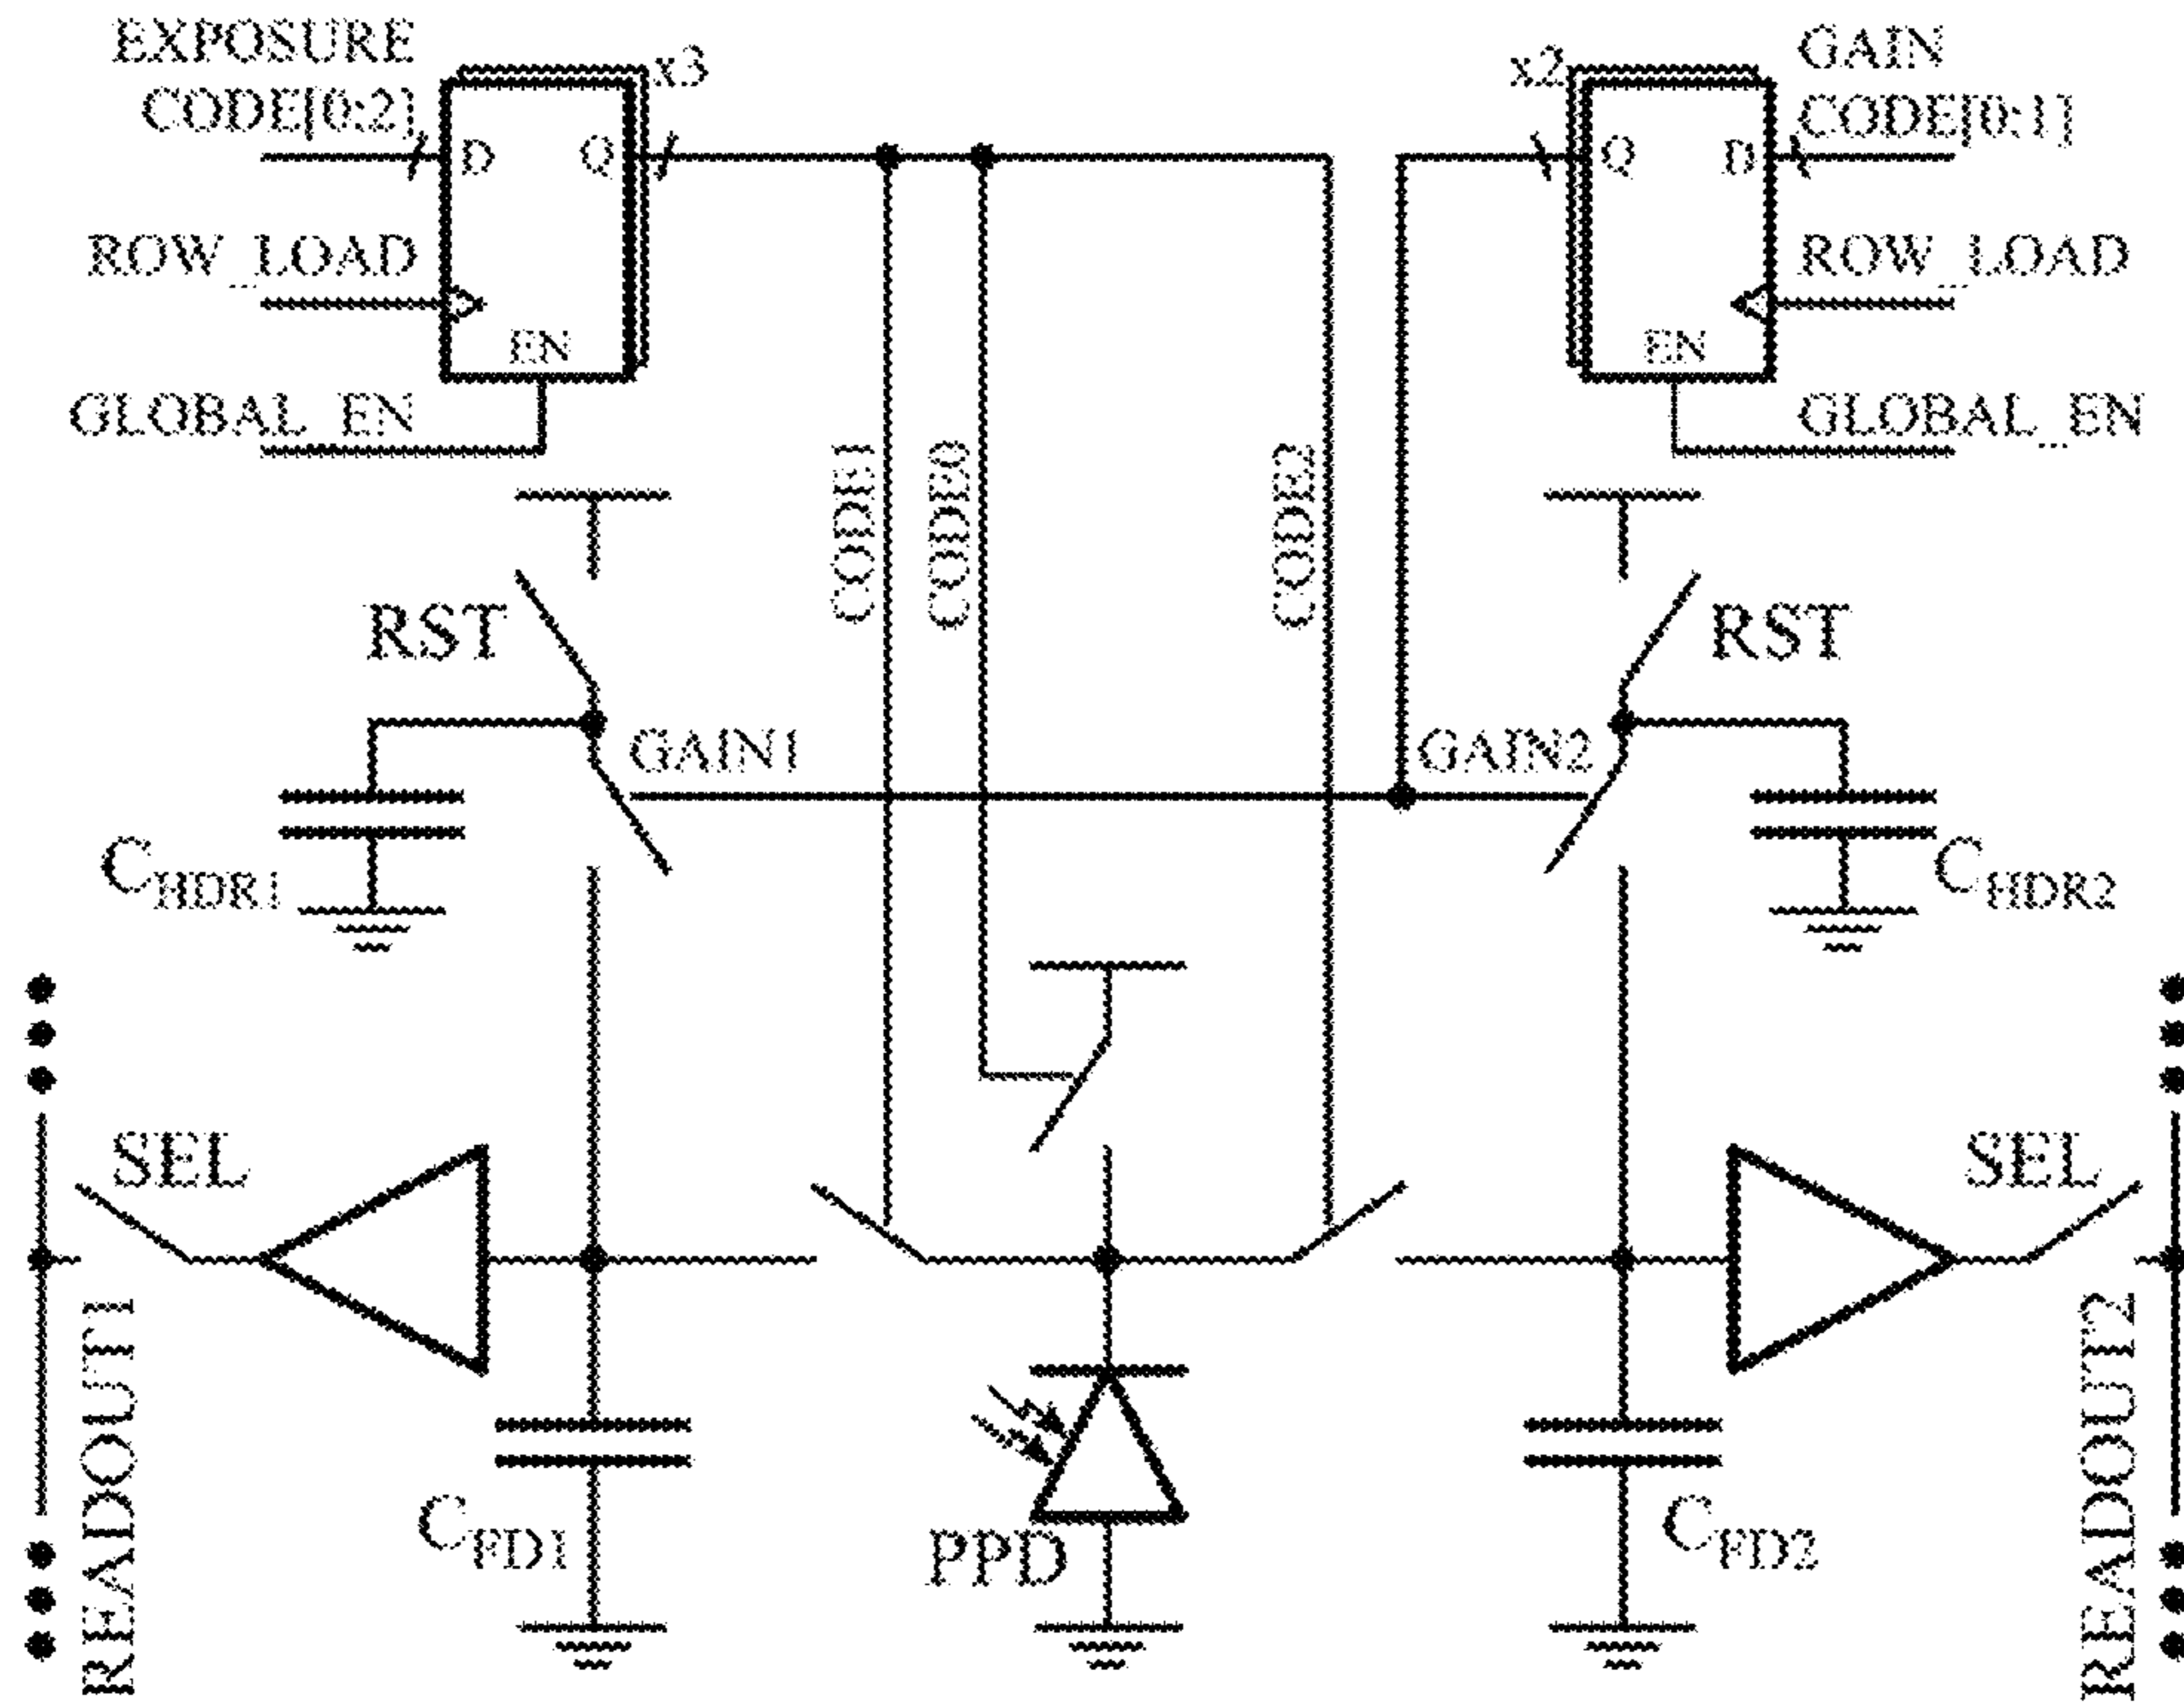 EXPOSURE
CODE[0:2]
x3
D
Q
ROW_LOAD
EN
GLOBAL_EN
x2
GAIN
CODE[0:1]
Q
D
ROW_LOAD
EN
GLOBAL_EN
CODE1
CODE0
CODE2
RST
RST
GAIN1
GAIN2
CHDR1
CHDR2
SEL
SEL
READOUT1
CFD1
PPD
CFD2
READOUT2